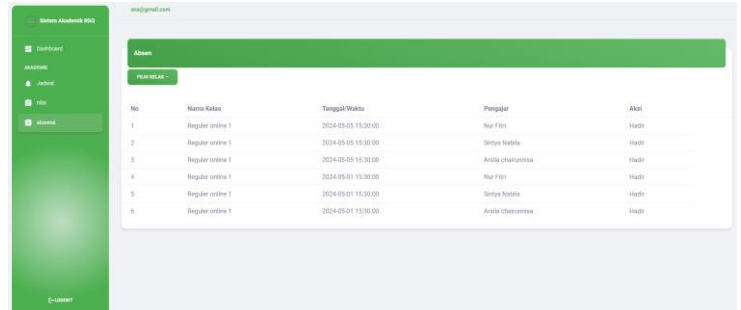 ana@gmail.com
Sistem Akademik RSQ
Dashboard
AKADEMIK
Jadwal
nilai
absensi
LOGOUT
Absen
PILIH KELAS
No Nama Kelas Tanggal/Waktu Pengajar Aksi
1 Reguler online 1 2024-05-05 15:30:00 Nur Fitri Hadir
2 Reguler online 1 2024-05-05 15:30:00 Sintya Nabila Hadir
3 Reguler online 1 2024-05-05 15:30:00 Arsila chairunnisa Hadir
4 Reguler online 1 2024-05-01 15:30:00 Nur Fitri Hadir
5 Reguler online 1 2024-05-01 15:30:00 Sintya Nabila Hadir
6 Reguler online 1 2024-05-01 15:30:00 Arsila chairunnisa Hadir